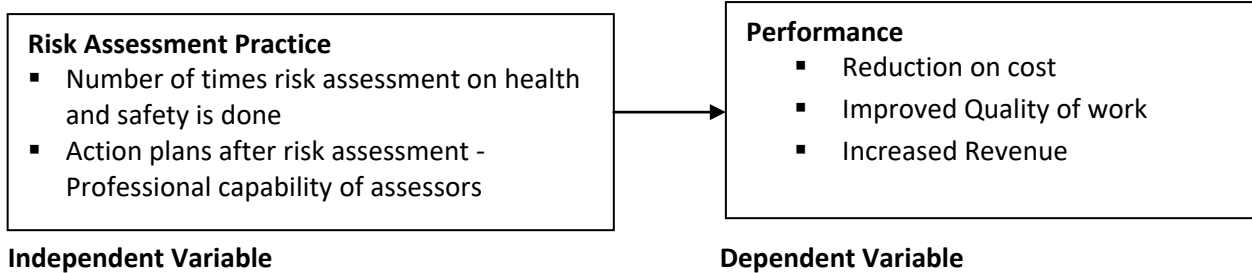 Risk Assessment Practice
▪ Number of times risk assessment on health
and safety is done
▪ Action plans after risk assessment -
Professional capability of assessors
Performance
▪ Reduction on cost
▪ Improved Quality of work
▪ Increased Revenue
Independent Variable
Dependent Variable